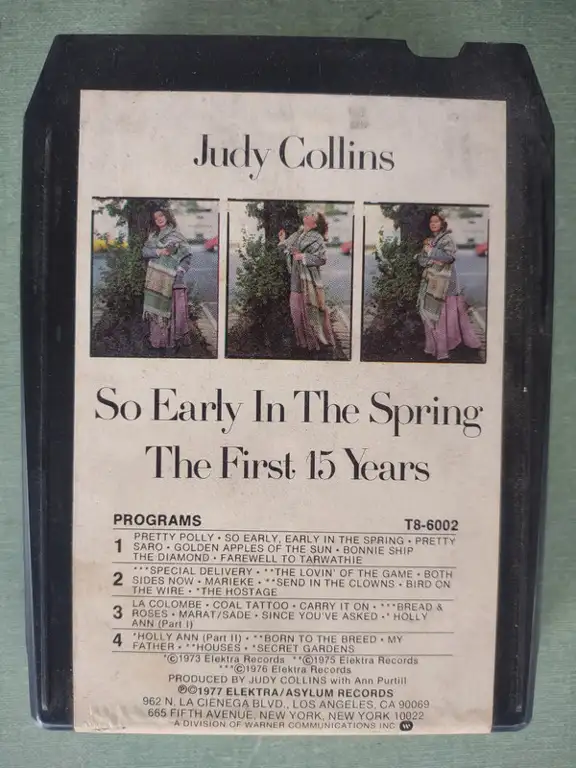 Judy Collins
So Early In The Spring
The First 15 Years
PROGRAMS T8-6002
1 PRETTY POLLY • SO EARLY, EARLY IN THE SPRING • PRETTY
SARO • GOLDEN APPLES OF THE SUN • BONNIE SHIP
THE DIAMOND • FAREWELL TO TARWATHIE
2 ***SPECIAL DELIVERY • **THE LOVIN' OF THE GAME • BOTH
SIDES NOW • MARIEKE • **SEND IN THE CLOWNS • BIRD ON
THE WIRE • *THE HOSTAGE
3 LA COLOMBE • COAL TATTOO • CARRY IT ON • ***BREAD &
ROSES • MARAT/SADE • SINCE YOU'VE ASKED • *HOLLY
ANN (Part I)
4 *HOLLY ANN (Part II) • **BORN TO THE BREED • MY
FATHER • **HOUSES • *SECRET GARDENS
*©1973 Elektra Records **©1975 Elektra Records
***©1976 Elektra Records
PRODUCED BY JUDY COLLINS with Ann Purtill
℗©1977 ELEKTRA/ASYLUM RECORDS
962 N. LA CIENEGA BLVD., LOS ANGELES, CA 90069
665 FIFTH AVENUE, NEW YORK, NEW YORK 10022
A DIVISION OF WARNER COMMUNICATIONS INC.